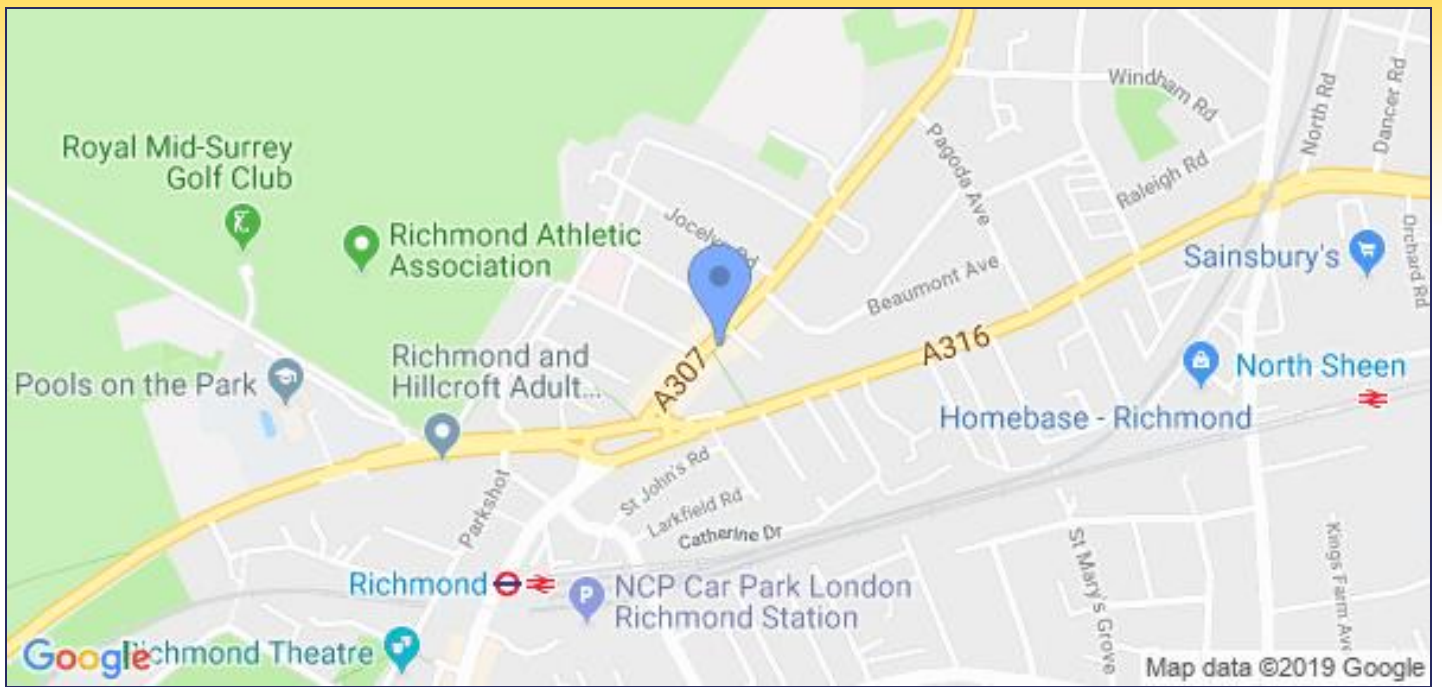 Windham Rd
North Rd
Dancer Rd
Royal Mid-Surrey
Golf Club
Pagoda Ave
Raleigh Rd
Richmond Athletic
Association
Jocelyn Rd
Sainsbury's
Orchard Rd
Beaumont Ave
A316
A307
Richmond and
Hillcroft Adult...
Pools on the Park
North Sheen
Homebase - Richmond
St John's Rd
Parkshot
Larkfield Rd
Catherine Dr
St Mary's Grove
Kings Farm Ave
Richmond
P
NCP Car Park London
Richmond Station
Google
Richmond Theatre
Map data ©2019 Google